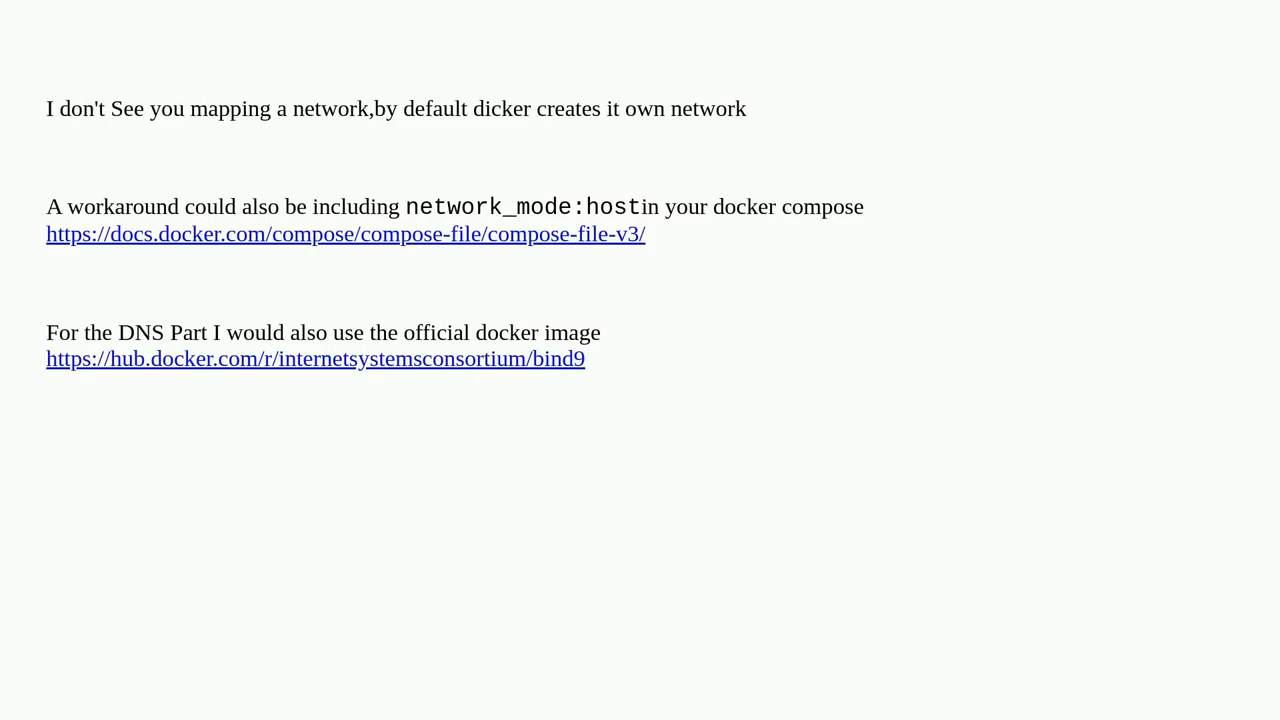 I don't See you mapping a network,by default dicker creates it own network
A workaround could also be including network_mode:hostin your docker compose
https://docs.docker.com/compose/compose-file/compose-file-v3/
For the DNS Part I would also use the official docker image
https://hub.docker.com/r/internetsystemsconsortium/bind9